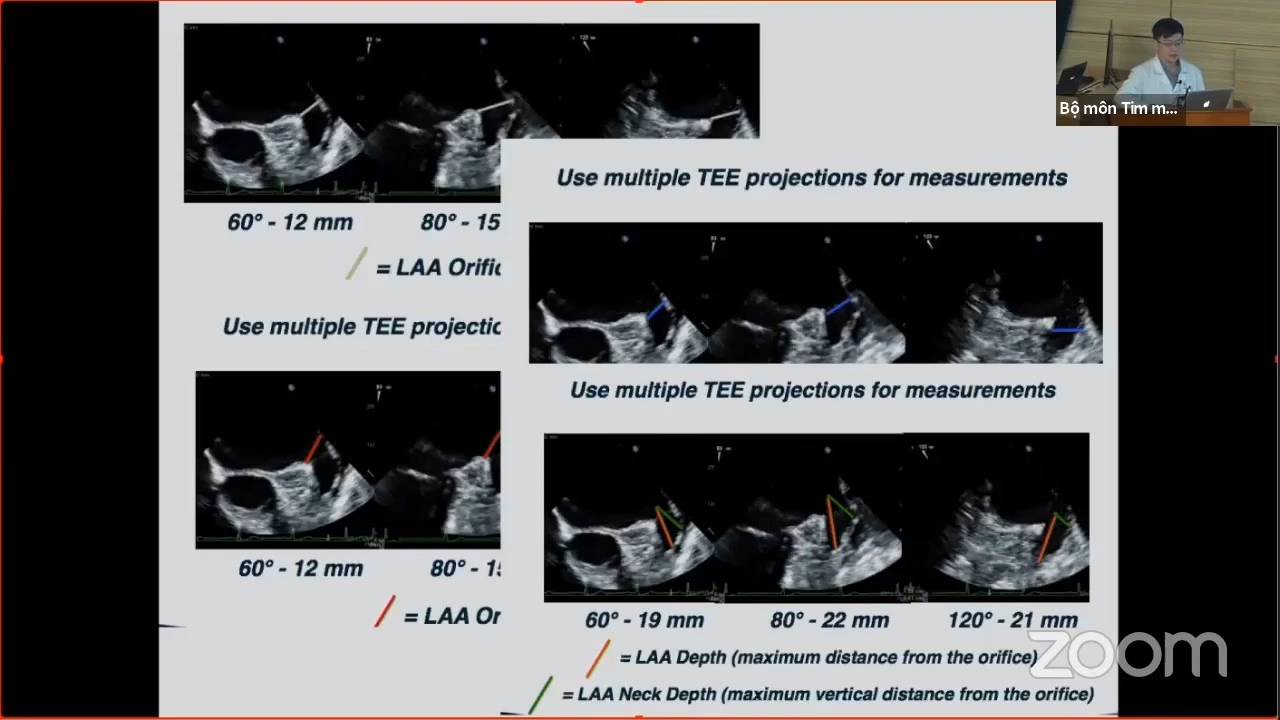 60° - 12 mm
80° - 15
= LAA Orific
Use multiple TEE projectio
60° - 12 mm
80° - 15
= LAA Or
Use multiple TEE projections for measurements
Use multiple TEE projections for measurements
60° - 19 mm
80° - 22 mm
120° - 21 mm
= LAA Depth (maximum distance from the orifice)
= LAA Neck Depth (maximum vertical distance from the orifice)
Bộ môn Tim m...
zoom